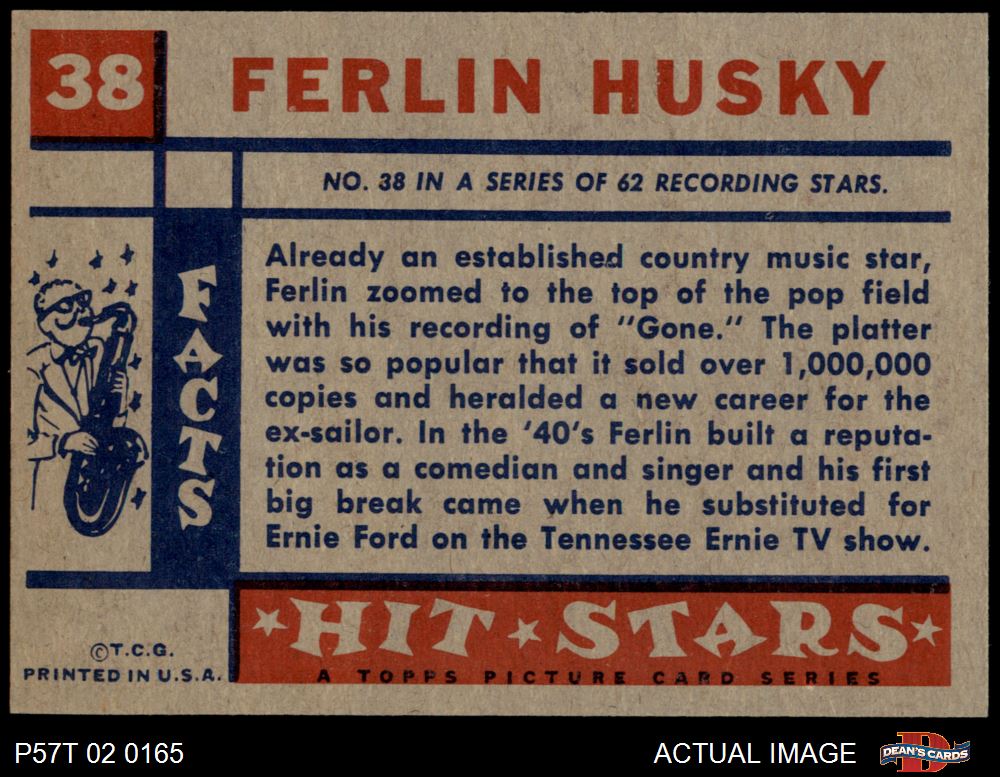 38
FERLIN HUSKY
NO. 38 IN A SERIES OF 62 RECORDING STARS.
FACTS
Already an established country music star,
Ferlin zoomed to the top of the pop field
with his recording of "Gone." The platter
was so popular that it sold over 1,000,000
copies and heralded a new career for the
ex-sailor. In the '40's Ferlin built a reputa-
tion as a comedian and singer and his first
big break came when he substituted for
Ernie Ford on the Tennessee Ernie TV show.
HIT STARS
A TOPPS PICTURE CARD SERIES
©T.C.G.
PRINTED IN U.S.A.
P57T 02 0165
ACTUAL IMAGE
D
DEAN'S CARDS